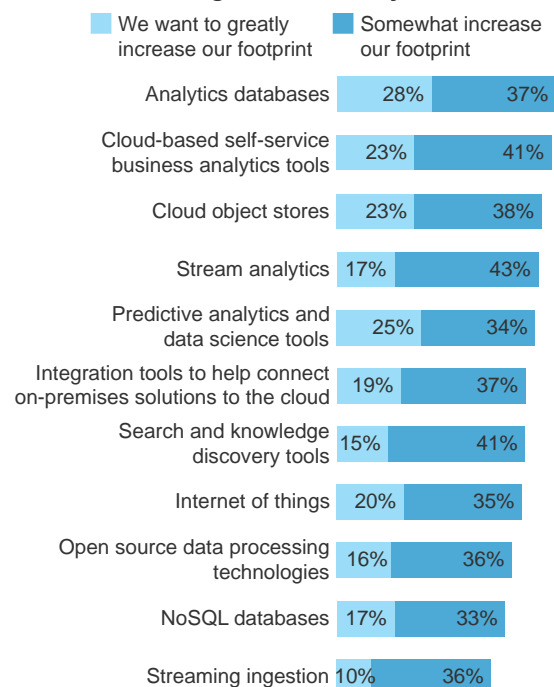 We want to greatly
increase our footprint
Somewhat increase
our footprint
Analytics databases
28% 37%
Cloud-based self-service
business analytics tools
23% 41%
Cloud object stores
23% 38%
Stream analytics
17% 43%
Predictive analytics and
data science tools
25% 34%
Integration tools to help connect
on-premises solutions to the cloud
19% 37%
Search and knowledge
discovery tools
15% 41%
Internet of things
20% 35%
Open source data processing
technologies
16% 36%
NoSQL databases
17% 33%
Streaming ingestion
10% 36%